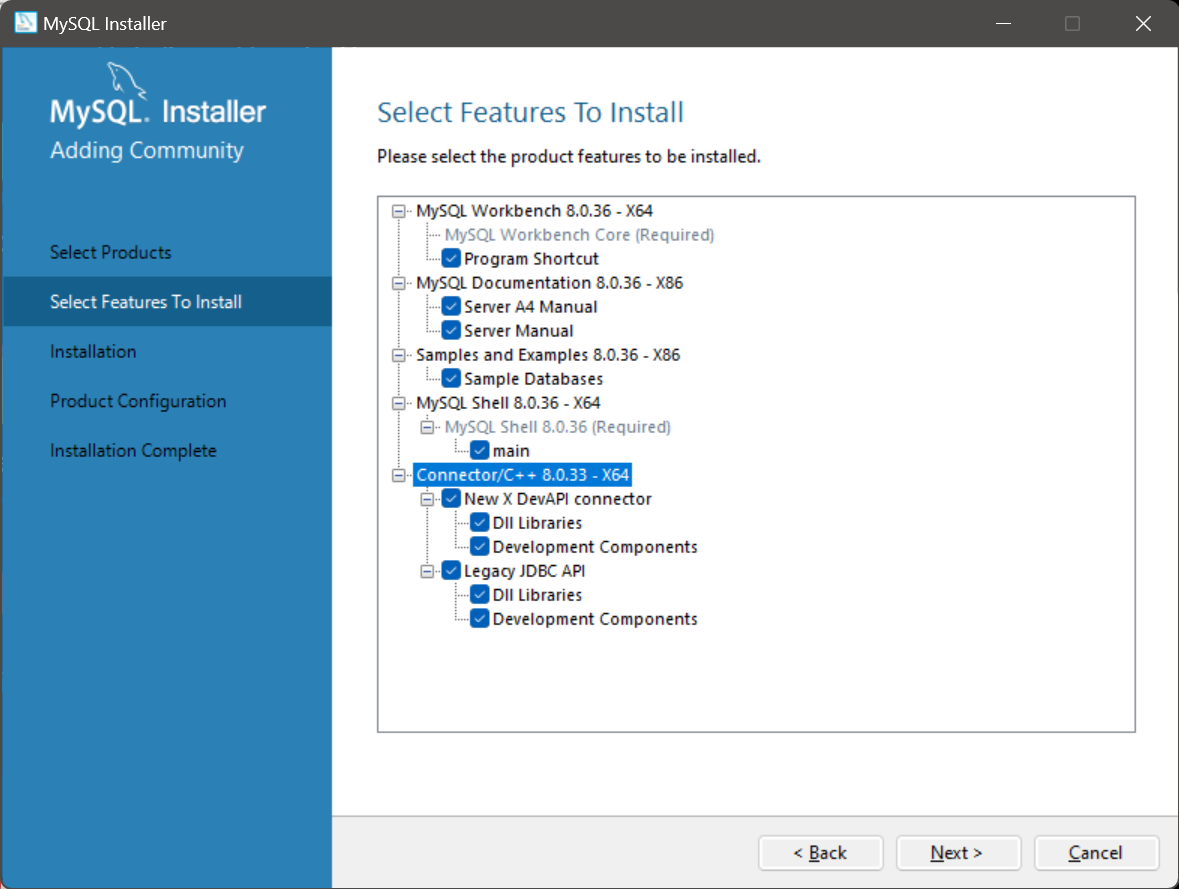 MySQL Installer
MySQL. Installer
Adding Community
Select Products
Select Features To Install
Installation
Product Configuration
Installation Complete
Select Features To Install
Please select the product features to be installed.
MySQL Workbench 8.0.36 - X64
MySQL Workbench Core (Required)
Program Shortcut
MySQL Documentation 8.0.36 - X86
Server A4 Manual
Server Manual
Samples and Examples 8.0.36 - X86
Sample Databases
MySQL Shell 8.0.36 - X64
MySQL Shell 8.0.36 (Required)
main
Connector/C++ 8.0.33 - X64
New X DevAPI connector
Dll Libraries
Development Components
Legacy JDBC API
Dll Libraries
Development Components
< Back
Next >
Cancel